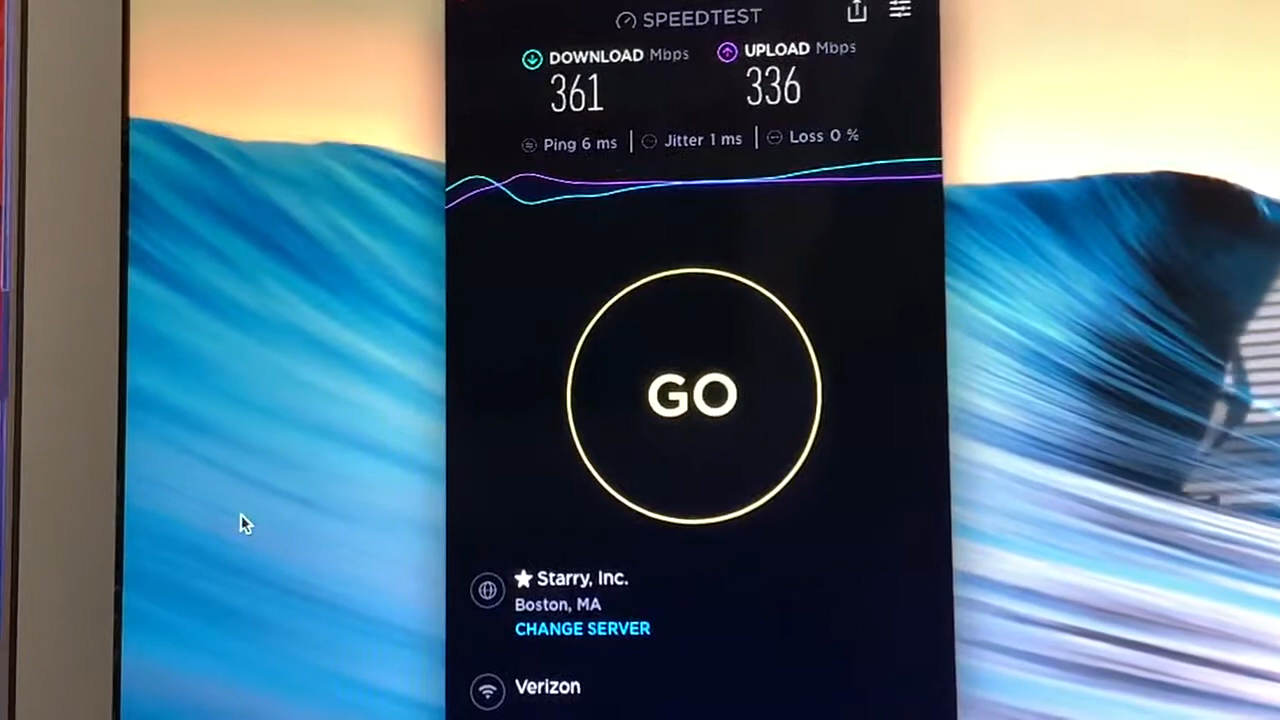 SPEEDTEST
DOWNLOAD Mbps
361
UPLOAD Mbps
336
Ping 6 ms
Jitter 1 ms
Loss 0 %
GO
Starry, Inc.
Boston, MA
CHANGE SERVER
Verizon